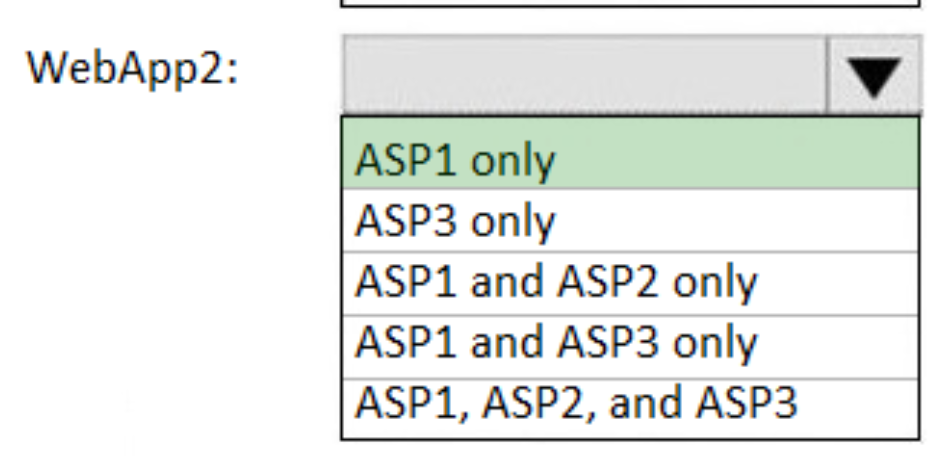 WebApp2:
ASP1 only
ASP3 only
ASP1 and ASP2 only
ASP1 and ASP3 only
ASP1, ASP2, and ASP3